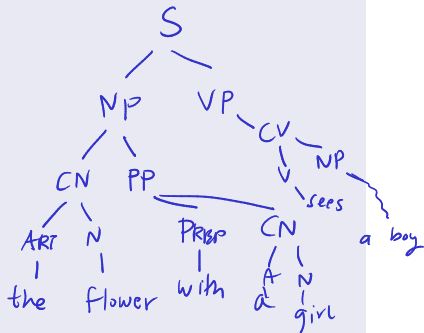 S
NP VP
CV
CN PP V NP
sees
ART N PREP CN a boy
A N
the flower with a girl